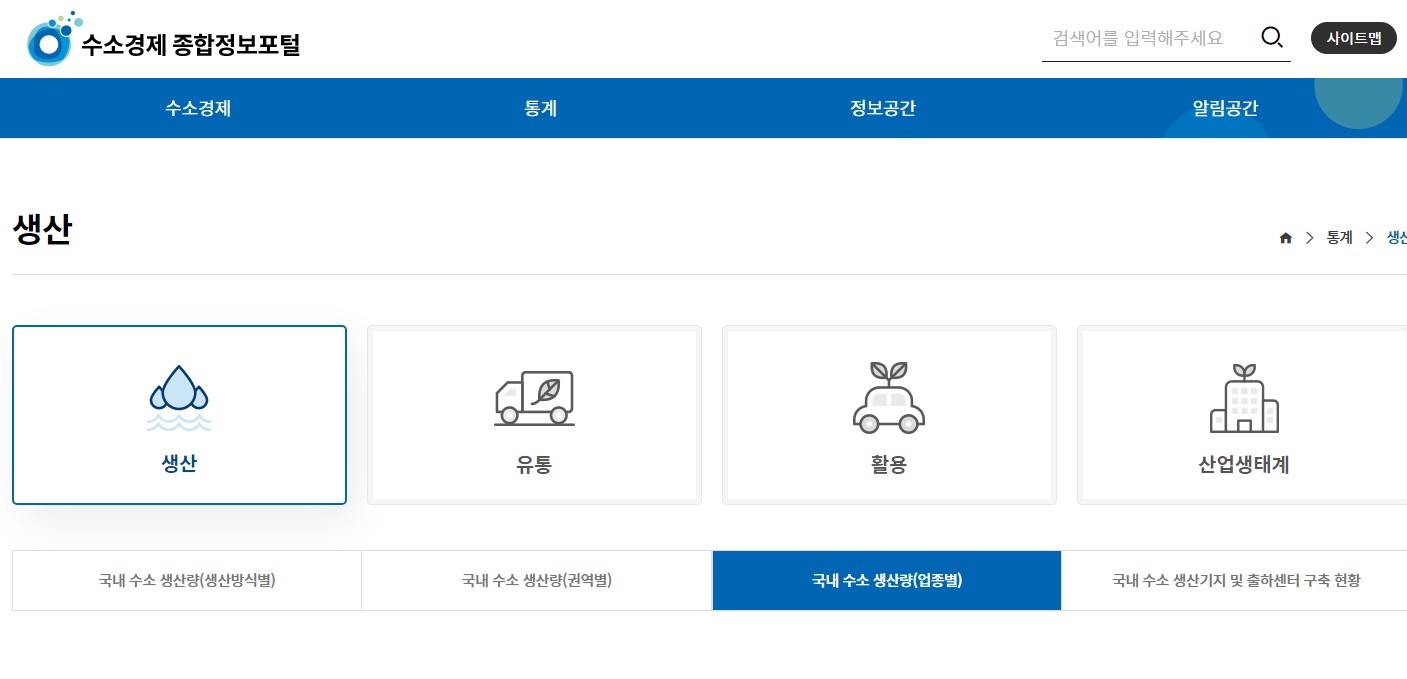 수소경제 종합정보포털
검색어를 입력해주세요
사이트맵
수소경제
통계
정보공간
알림공간
생산
통계
생산
생산
유통
활용
산업생태계
국내 수소 생산량(생산방식별)
국내 수소 생산량(권역별)
국내 수소 생산량(업종별)
국내 수소 생산기지 및 출하센터 구축 현황